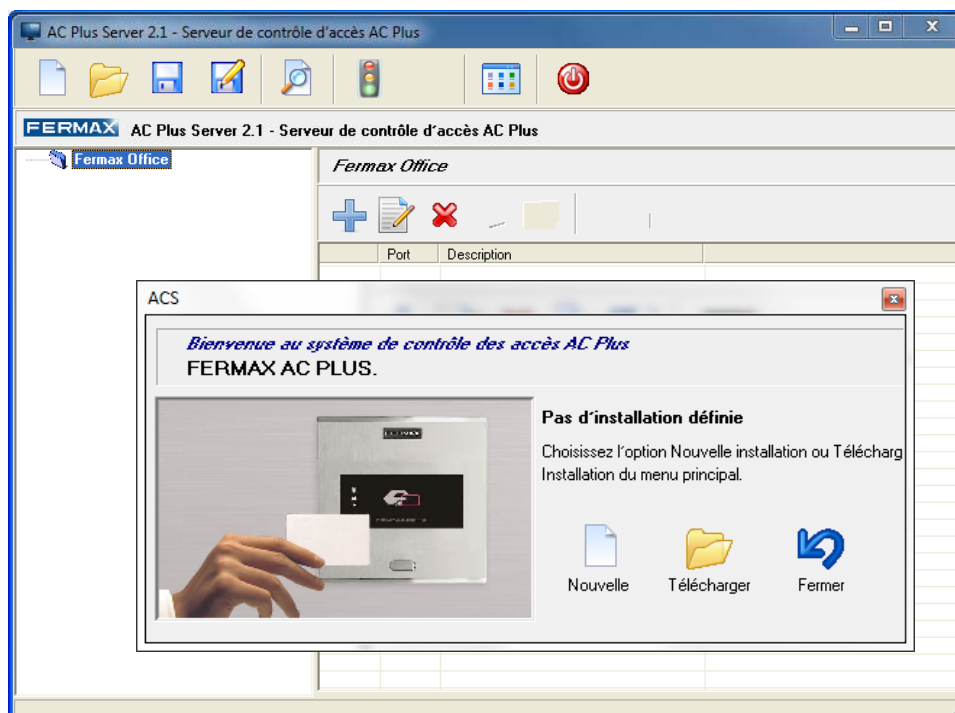 AC Plus Server 2.1 - Serveur de contrôle d'accès AC Plus
FERMAX AC Plus Server 2.1 - Serveur de contrôle d'accès AC Plus
Fermax Office
Fermax Office
Port Description
ACS
Bienvenue au système de contrôle des accès AC Plus
FERMAX AC PLUS.
FERMAX
Pas d'installation définie
Choisissez l'option Nouvelle installation ou Télécharg
Installation du menu principal.
Nouvelle Télécharger Fermer